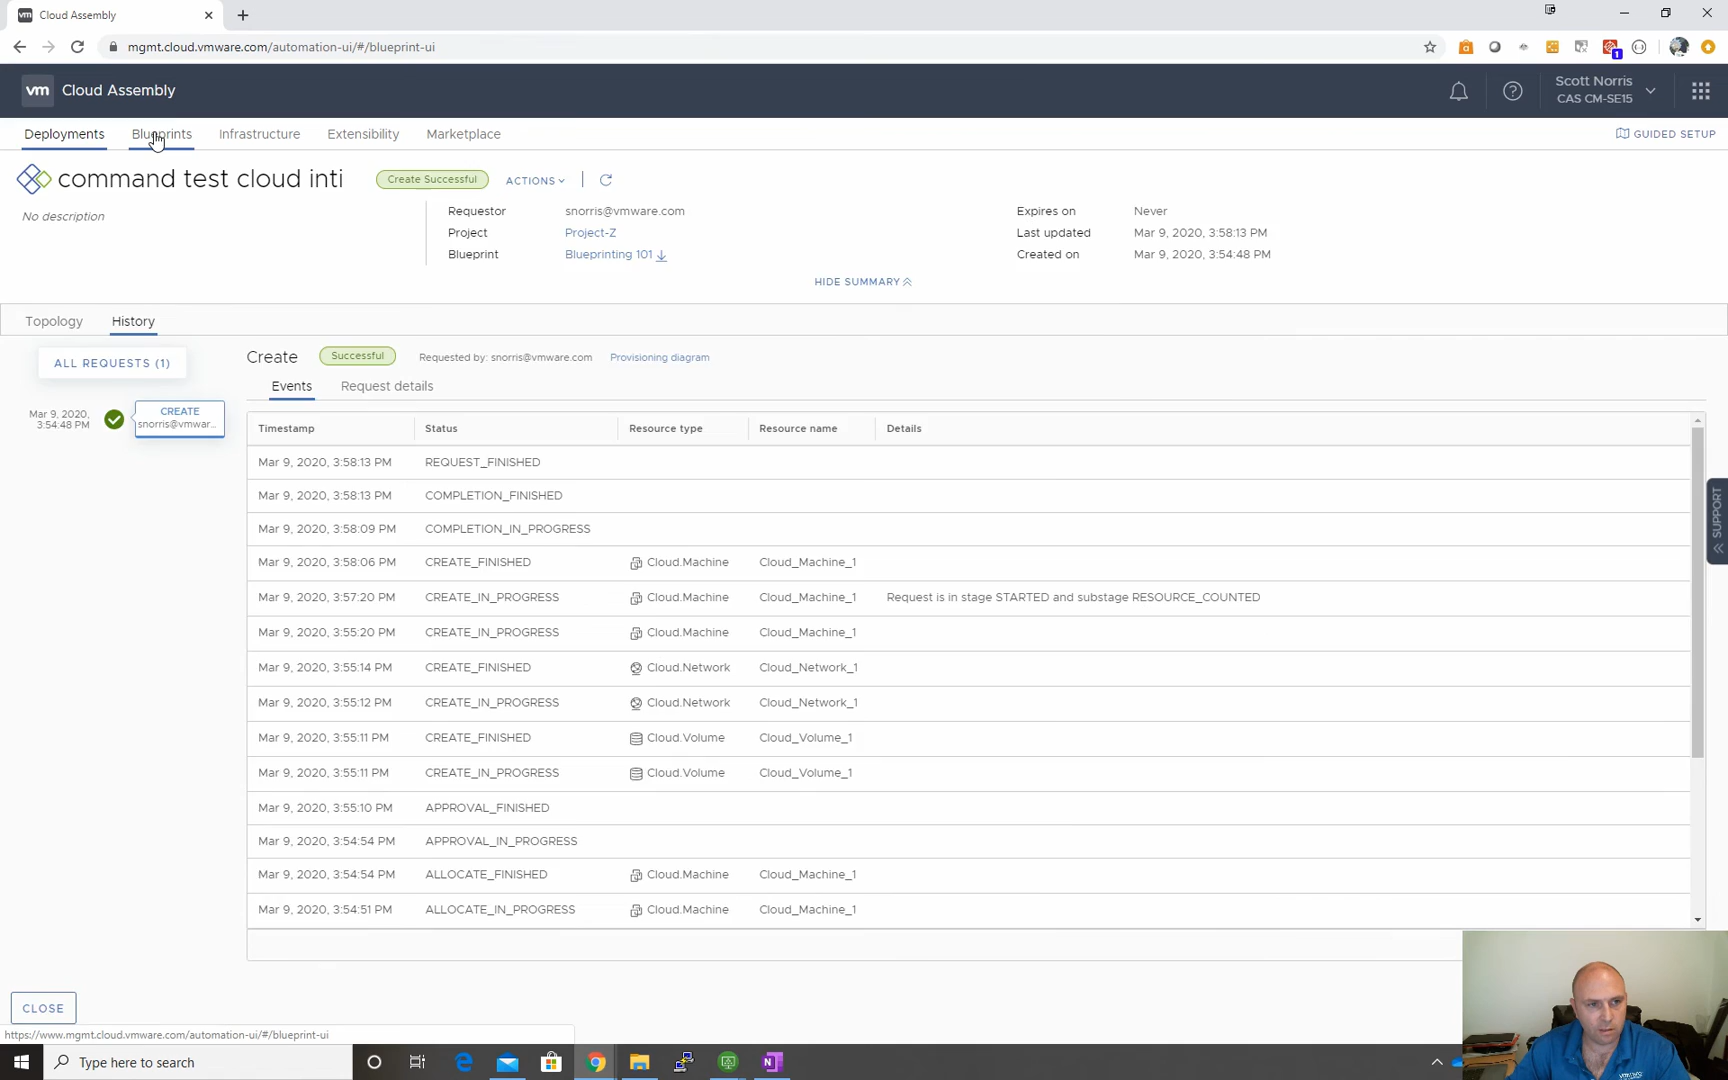 Cloud Assembly
mgmt.cloud.vmware.com/automation-ui/#/blueprint-ui
1
vm Cloud Assembly
Scott Norris
CAS CM-SE15
Deployments Blueprints Infrastructure Extensibility Marketplace
GUIDED SETUP
command test cloud inti Create Successful ACTIONS
No description
Requestor snorris@vmware.com Expires on Never
Project Project-Z Last updated Mar 9, 2020, 3:58:13 PM
Blueprint Blueprinting 101 Created on Mar 9, 2020, 3:54:48 PM
HIDE SUMMARY
Topology History
ALL REQUESTS (1)
Mar 9, 2020,
3:54:48 PM
CREATE
snorris@vmwar...
Create Successful Requested by: snorris@vmware.com Provisioning diagram
Events Request details
Timestamp Status Resource type Resource name Details
Mar 9, 2020, 3:58:13 PM REQUEST_FINISHED
Mar 9, 2020, 3:58:13 PM COMPLETION_FINISHED
Mar 9, 2020, 3:58:09 PM COMPLETION_IN_PROGRESS
Mar 9, 2020, 3:58:06 PM CREATE_FINISHED Cloud.Machine Cloud_Machine_1
Mar 9, 2020, 3:57:20 PM CREATE_IN_PROGRESS Cloud.Machine Cloud_Machine_1 Request is in stage STARTED and substage RESOURCE_COUNTED
Mar 9, 2020, 3:55:20 PM CREATE_IN_PROGRESS Cloud.Machine Cloud_Machine_1
Mar 9, 2020, 3:55:14 PM CREATE_FINISHED Cloud.Network Cloud_Network_1
Mar 9, 2020, 3:55:12 PM CREATE_IN_PROGRESS Cloud.Network Cloud_Network_1
Mar 9, 2020, 3:55:11 PM CREATE_FINISHED Cloud.Volume Cloud_Volume_1
Mar 9, 2020, 3:55:11 PM CREATE_IN_PROGRESS Cloud.Volume Cloud_Volume_1
Mar 9, 2020, 3:55:10 PM APPROVAL_FINISHED
Mar 9, 2020, 3:54:54 PM APPROVAL_IN_PROGRESS
Mar 9, 2020, 3:54:54 PM ALLOCATE_FINISHED Cloud.Machine Cloud_Machine_1
Mar 9, 2020, 3:54:51 PM ALLOCATE_IN_PROGRESS Cloud.Machine Cloud_Machine_1
SUPPORT
CLOSE
https://www.mgmt.cloud.vmware.com/automation-ui/#/blueprint-ui
Type here to search